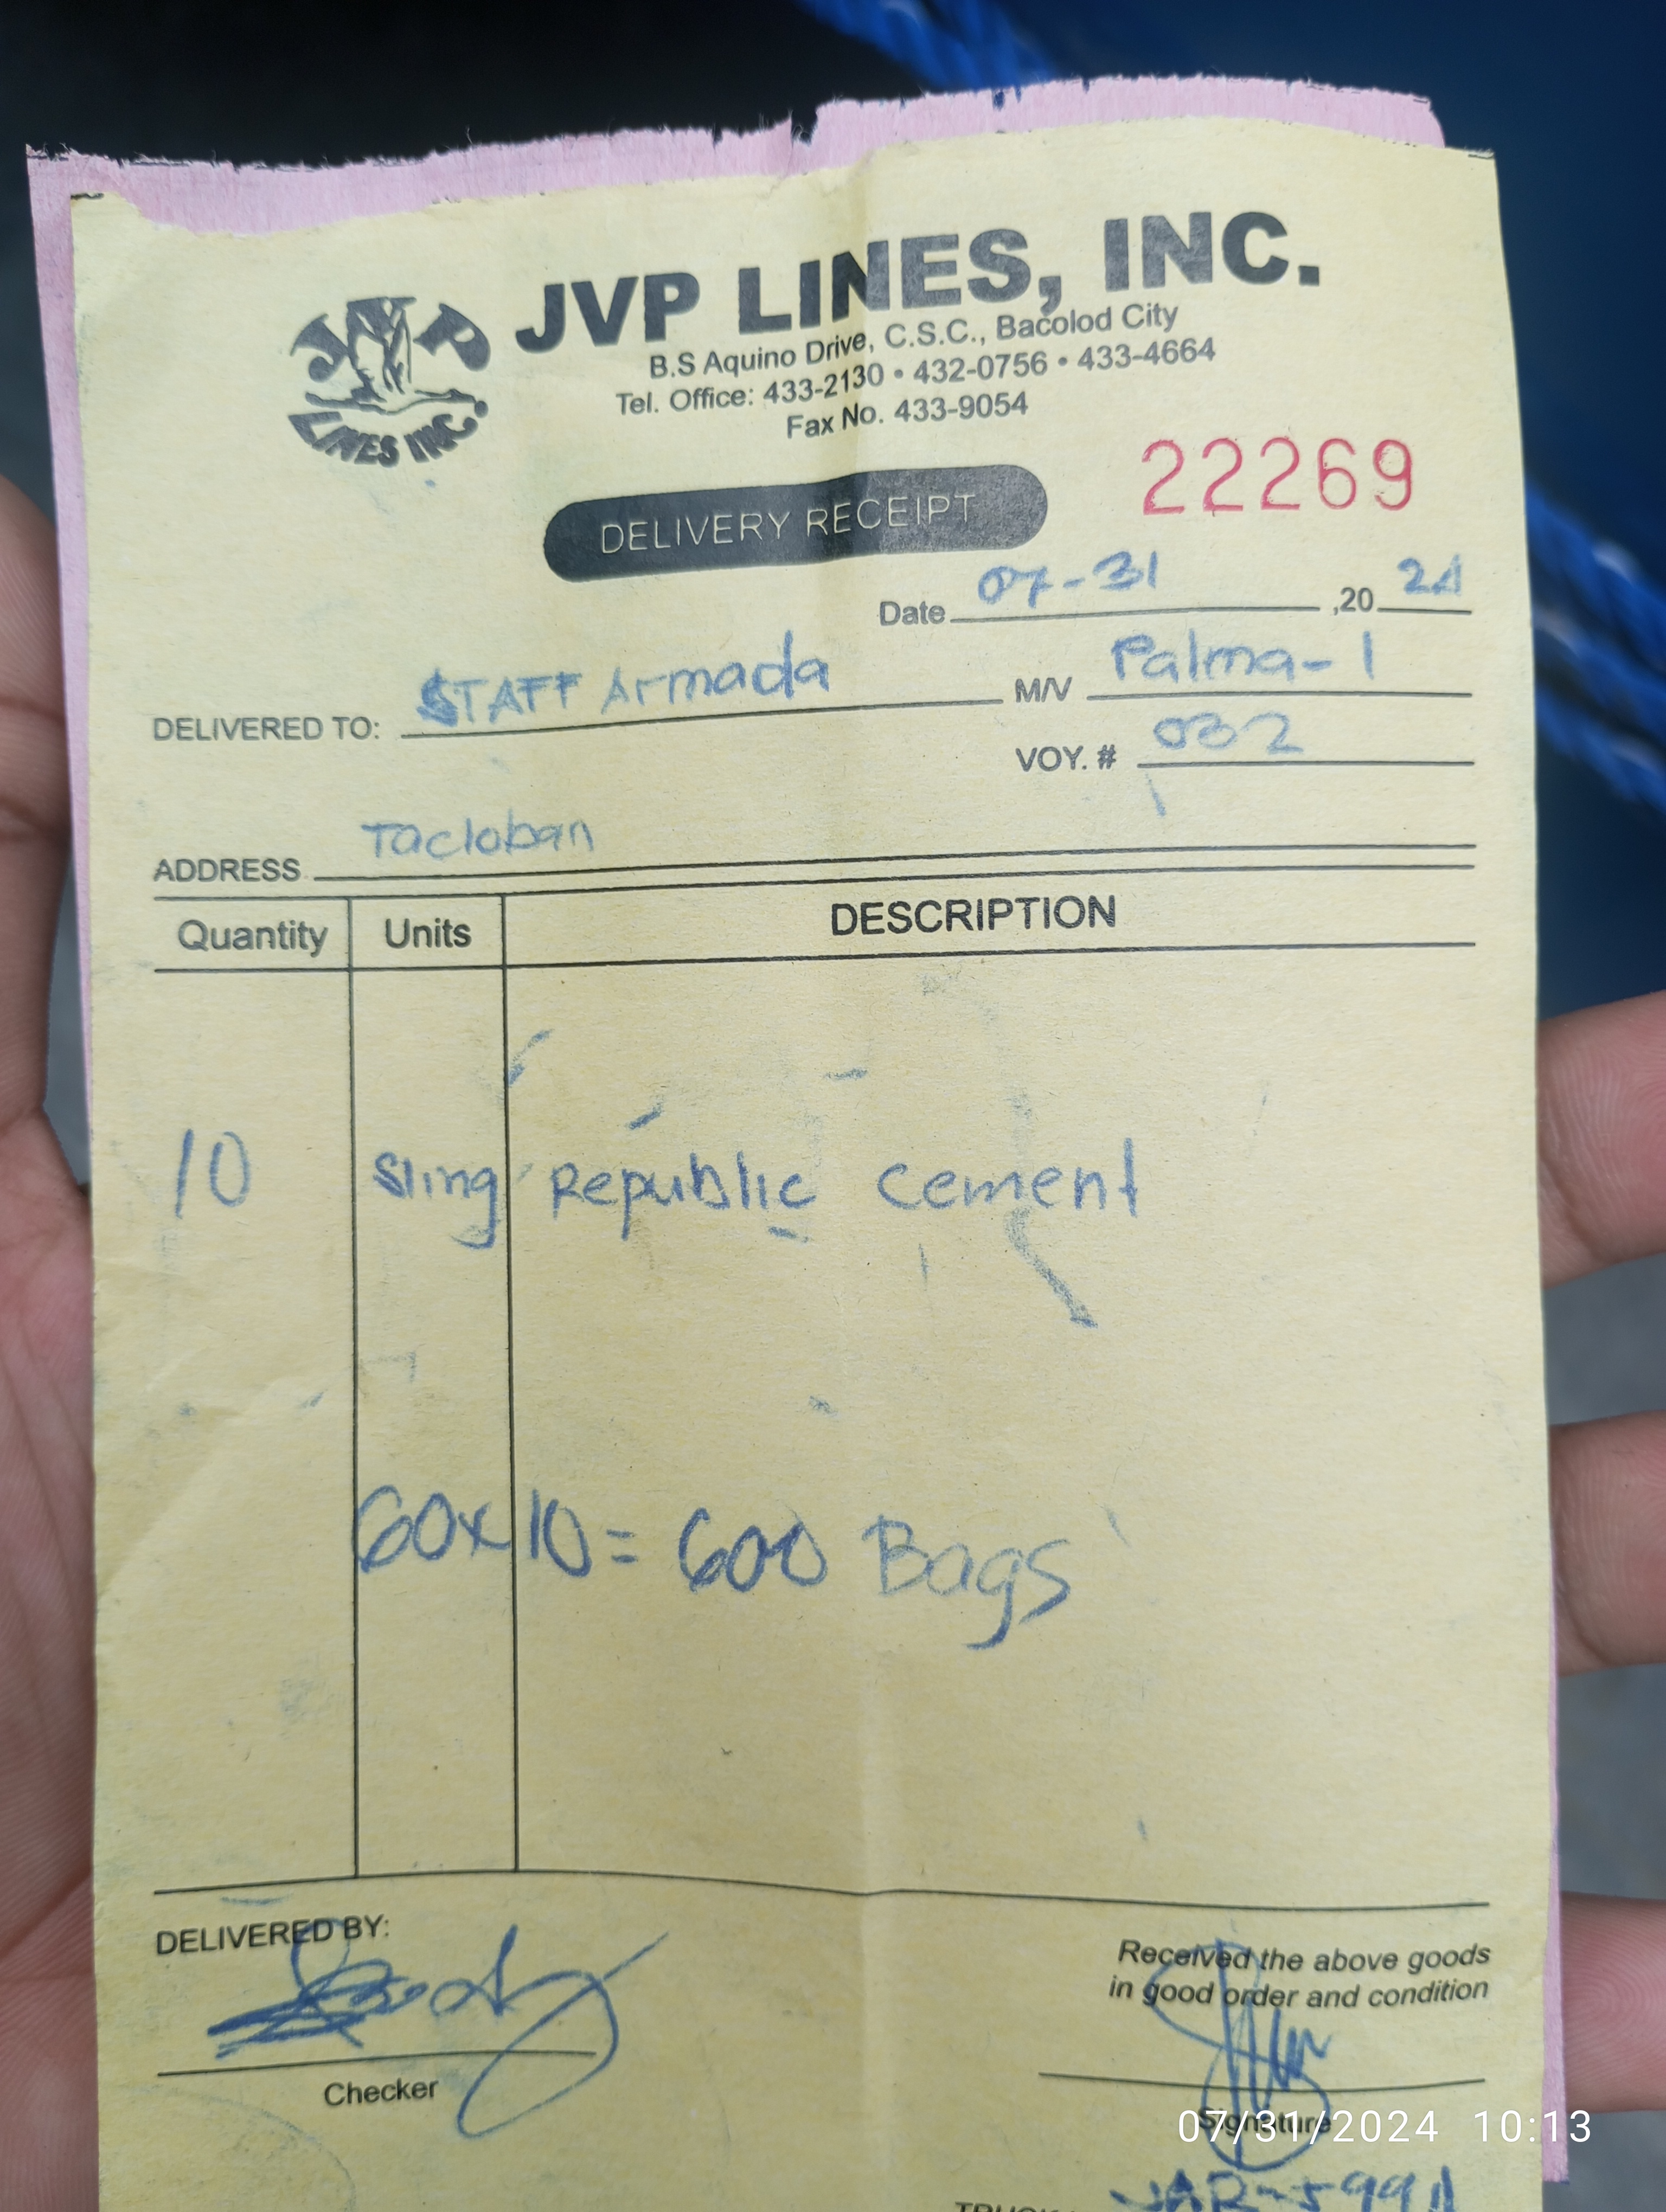 JVP LINES, INC.
JVP
LINES INC.
B.S Aquino Drive, C.S.C., Bacolod City
Tel. Office: 433-2130 • 432-0756 • 433-4664
Fax No. 433-9054
22269
DELIVERY RECEIPT
Date 07-31 ,20 24
DELIVERED TO: STAFF Armada M/V Palma-1
VOY. # 032
ADDRESS Tacloban
Quantity Units DESCRIPTION
10 Sling Republic cement
60x10= 600 Bags
DELIVERED BY:
Received the above goods
in good order and condition
Checker
Signature
07/31/2024 10:13